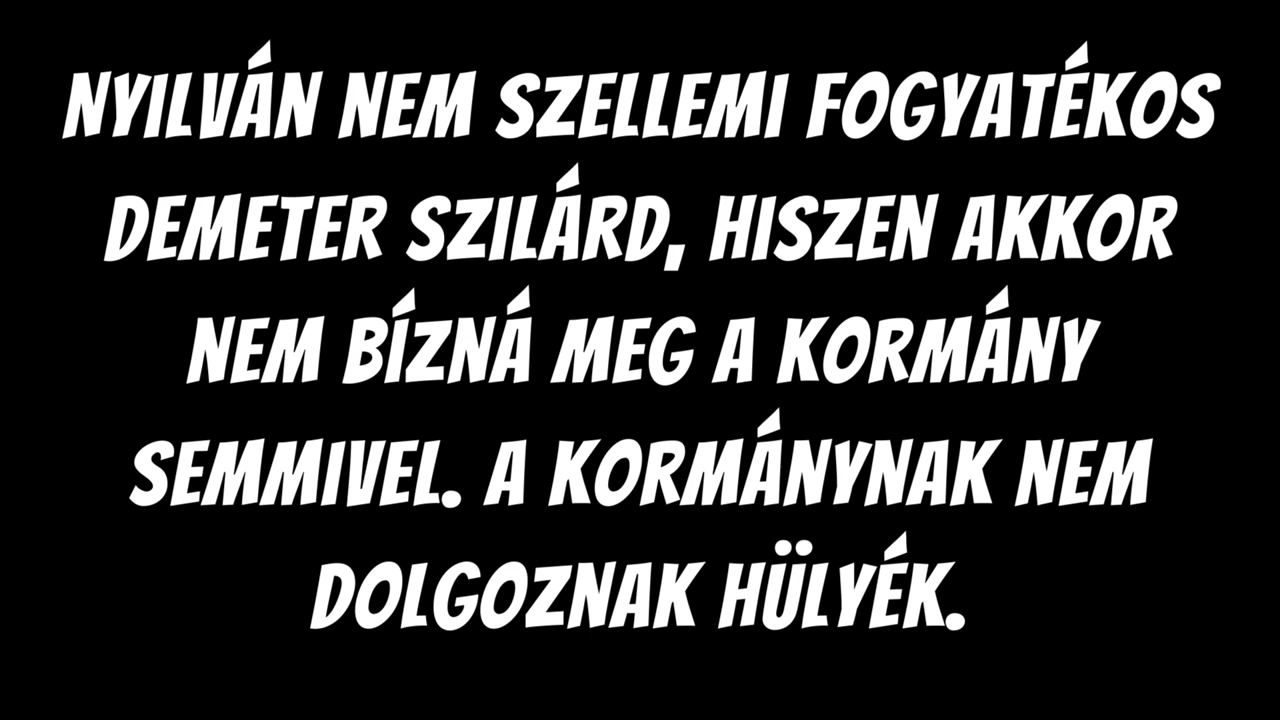 NYILVÁN NEM SZELLEMI FOGYATÉKOS
DEMETER SZILÁRD, HISZEN AKKOR
NEM BÍZNÁ MEG A KORMÁNY
SEMMIVEL. A KORMÁNYNAK NEM
DOLGOZNAK HÜLYÉK.